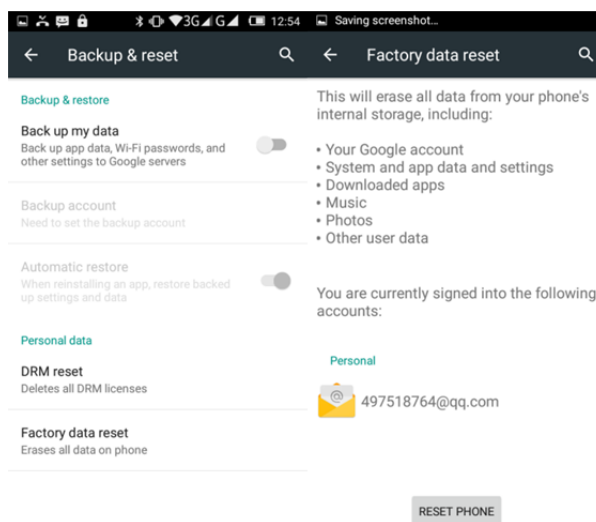 3G G 12:54
Backup & reset
Backup & restore
Back up my data
Back up app data, Wi-Fi passwords, and
other settings to Google servers
Backup account
Need to set the backup account
Automatic restore
When reinstalling an app, restore backed
up settings and data
Personal data
DRM reset
Deletes all DRM licenses
Factory data reset
Erases all data on phone
Saving screenshot...
Factory data reset
This will erase all data from your phone's
internal storage, including:
• Your Google account
• System and app data and settings
• Downloaded apps
• Music
• Photos
• Other user data
You are currently signed into the following
accounts:
Personal
497518764@qq.com
RESET PHONE